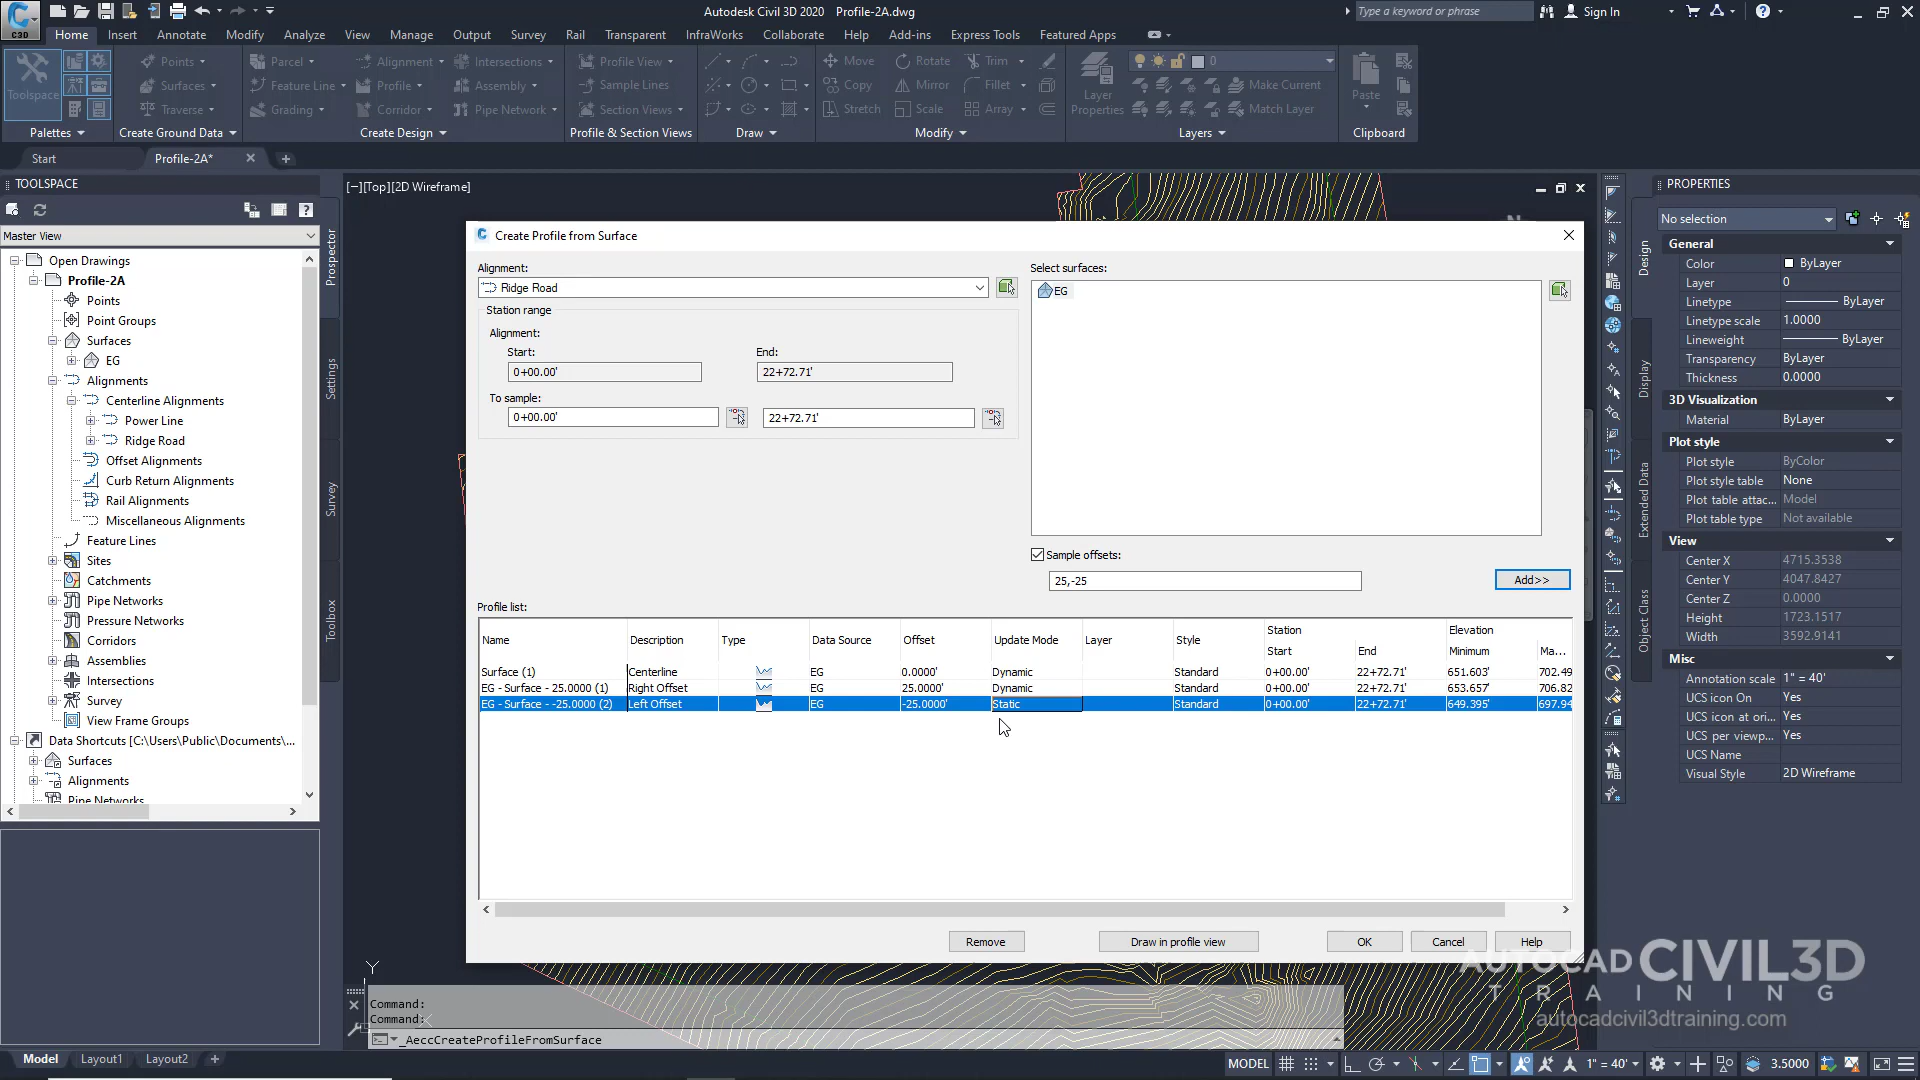 Autodesk Civil 3D 2020 Profile-2A.dwg
Type a keyword or phrase
Sign In
C3D
Home Insert Annotate Modify Analyze View Manage Output Survey Rail Transparent InfraWorks Collaborate Help Add-ins Express Tools Featured Apps
Toolspace
Points
Surfaces
Traverse
Parcel
Feature Line
Grading
Alignment
Profile
Corridor
Intersections
Assembly
Pipe Network
Profile View
Sample Lines
Section Views
Move
Copy
Stretch
Rotate
Mirror
Scale
Trim
Fillet
Array
Layer Properties
0
Make Current
Match Layer
Paste
Palettes
Create Ground Data
Create Design
Profile & Section Views
Draw
Modify
Layers
Clipboard
Start
Profile-2A*
TOOLSPACE
Master View
Open Drawings
Profile-2A
Points
Point Groups
Surfaces
EG
Alignments
Centerline Alignments
Power Line
Ridge Road
Offset Alignments
Curb Return Alignments
Rail Alignments
Miscellaneous Alignments
Feature Lines
Sites
Catchments
Pipe Networks
Pressure Networks
Corridors
Assemblies
Intersections
Survey
View Frame Groups
Data Shortcuts [C:\Users\Public\Documents\...
Surfaces
Alignments
Pipe Networks
Prospector
Settings
Survey
Toolbox
[−][Top][2D Wireframe]
Create Profile from Surface
Alignment:
Ridge Road
Station range
Alignment:
Start: End:
0+00.00' 22+72.71'
To sample:
0+00.00' 22+72.71'
Select surfaces:
EG
Sample offsets:
25,-25
Add>>
Profile list:
Name Description Type Data Source Offset Update Mode Layer Style Station Start End Elevation Minimum Ma...
Surface (1) Centerline EG 0.0000' Dynamic Standard 0+00.00' 22+72.71' 651.603' 702.49
EG - Surface - 25.0000 (1) Right Offset EG 25.0000' Dynamic Standard 0+00.00' 22+72.71' 653.657' 706.82
EG - Surface - -25.0000 (2) Left Offset EG -25.0000' Static Standard 0+00.00' 22+72.71' 649.395' 697.94
Remove
Draw in profile view
OK
Cancel
Help
Y
Command:
Command:
_AeccCreateProfileFromSurface
PROPERTIES
No selection
General
Color ByLayer
Layer 0
Linetype ByLayer
Linetype scale 1.0000
Lineweight ByLayer
Transparency ByLayer
Thickness 0.0000
3D Visualization
Material ByLayer
Plot style
Plot style ByColor
Plot style table None
Plot table attac... Model
Plot table type Not available
View
Center X 4715.3538
Center Y 4047.8427
Center Z 0.0000
Height 1723.1517
Width 3592.9141
Misc
Annotation scale 1" = 40'
UCS icon On Yes
UCS icon at ori... Yes
UCS per viewp... Yes
UCS Name
Visual Style 2D Wireframe
Design
Display
Extended Data
Object Class
AUTOCAD CIVIL3D
TRAINING
autocadcivil3dtraining.com
Model Layout1 Layout2
MODEL
1" = 40'
3.5000